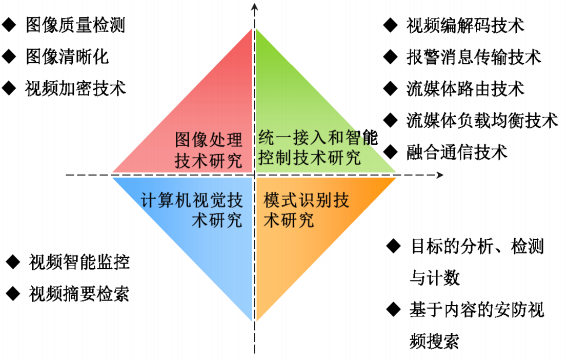 ◆ 图像质量检测
◆ 图像清晰化
◆ 视频加密技术
◆ 视频编解码技术
◆ 报警消息传输技术
◆ 流媒体路由技术
◆ 流媒体负载均衡技术
◆ 融合通信技术
图像处理
技术研究
统一接入和智能
控制技术研究
计算机视觉技
术研究
模式识别技
术研究
◆ 视频智能监控
◆ 视频摘要检索
◆ 目标的分析、检测
与计数
◆ 基于内容的安防视
频搜索